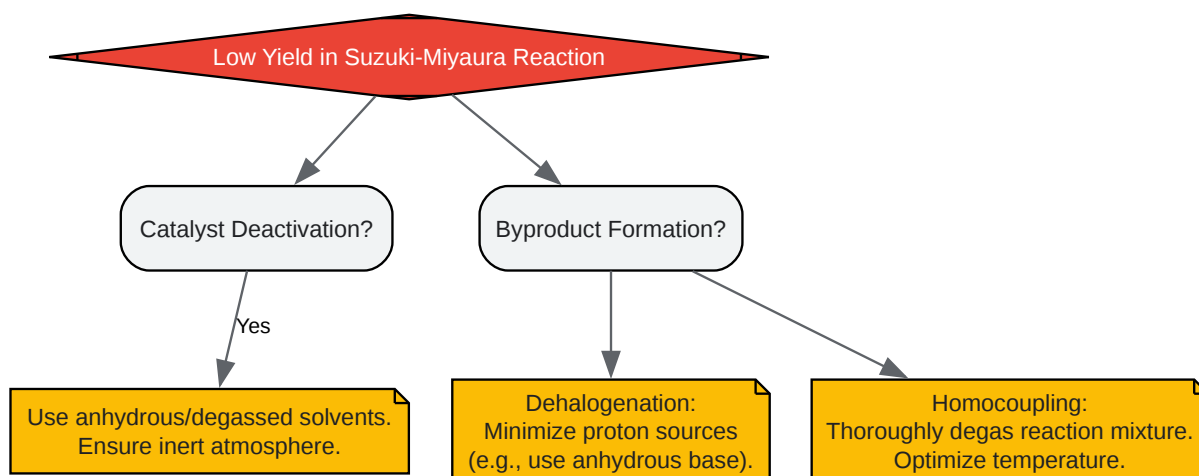 Low Yield in Suzuki-Miyaura Reaction
Catalyst Deactivation?
Byproduct Formation?
Yes
Use anhydrous/degassed solvents.
Ensure inert atmosphere.
Dehalogenation:
Minimize proton sources
(e.g., use anhydrous base).
Homocoupling:
Thoroughly degas reaction mixture.
Optimize temperature.